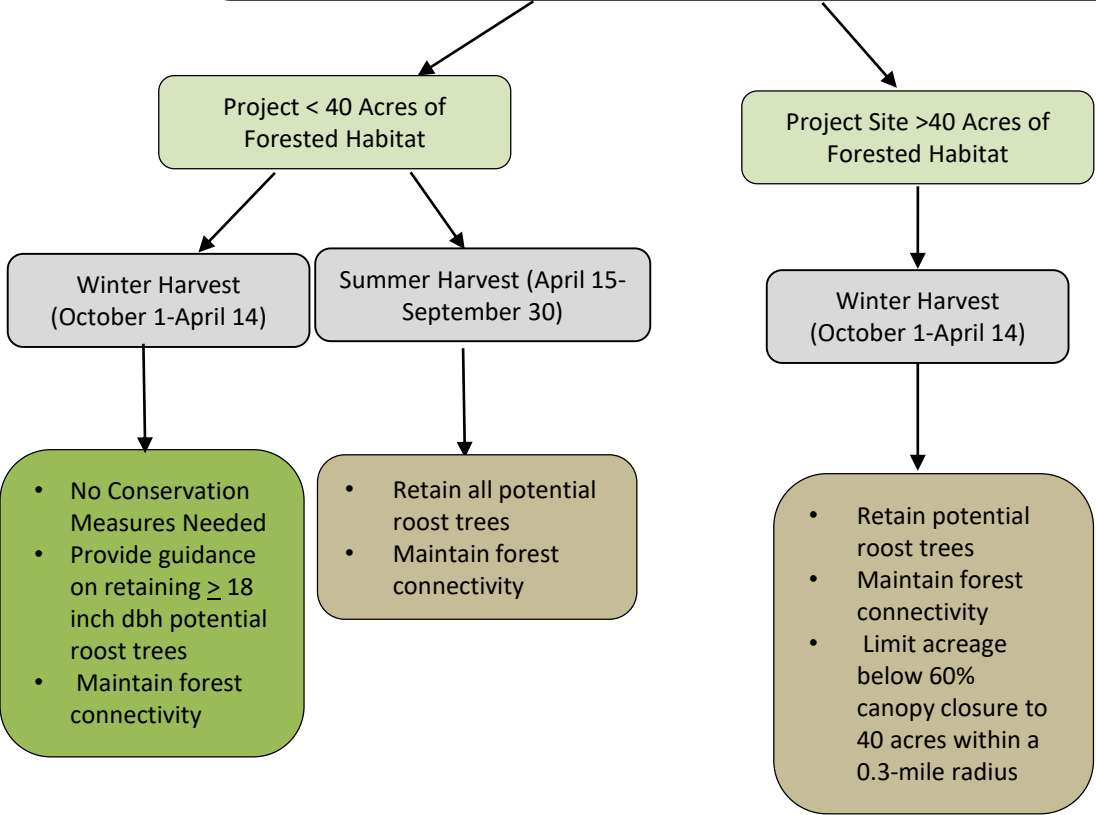 Project < 40 Acres of
Forested Habitat
Project Site >40 Acres of
Forested Habitat
Winter Harvest
(October 1-April 14)
Summer Harvest (April 15-
September 30)
Winter Harvest
(October 1-April 14)
• No Conservation
Measures Needed
• Provide guidance
on retaining ≥ 18
inch dbh potential
roost trees
• Maintain forest
connectivity
• Retain all potential
roost trees
• Maintain forest
connectivity
• Retain potential
roost trees
• Maintain forest
connectivity
• Limit acreage
below 60%
canopy closure to
40 acres within a
0.3-mile radius